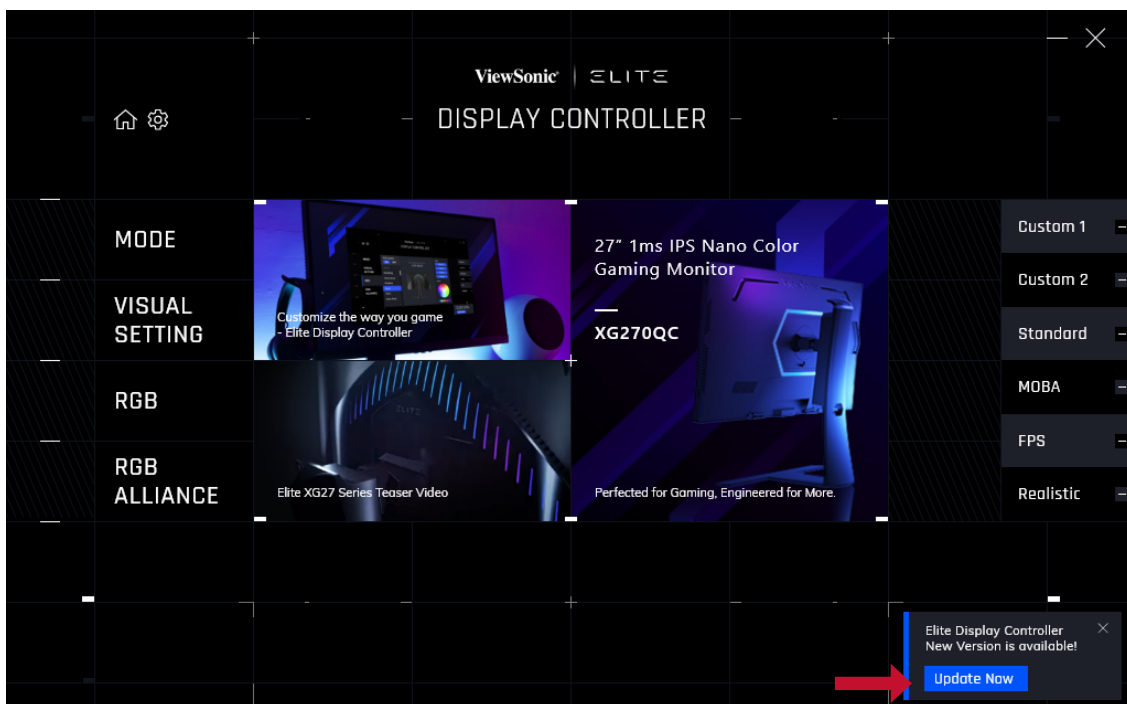 ViewSonic ELITE
DISPLAY CONTROLLER
MODE
VISUAL
SETTING
RGB
RGB
ALLIANCE
Customize the way you game
- Elite Display Controller
ELITE
Elite XG27 Series Teaser Video
27" 1ms IPS Nano Color
Gaming Monitor
XG270QC
Perfected for Gaming, Engineered for More.
Custom 1
Custom 2
Standard
MOBA
FPS
Realistic
Elite Display Controller
New Version is available!
Update Now